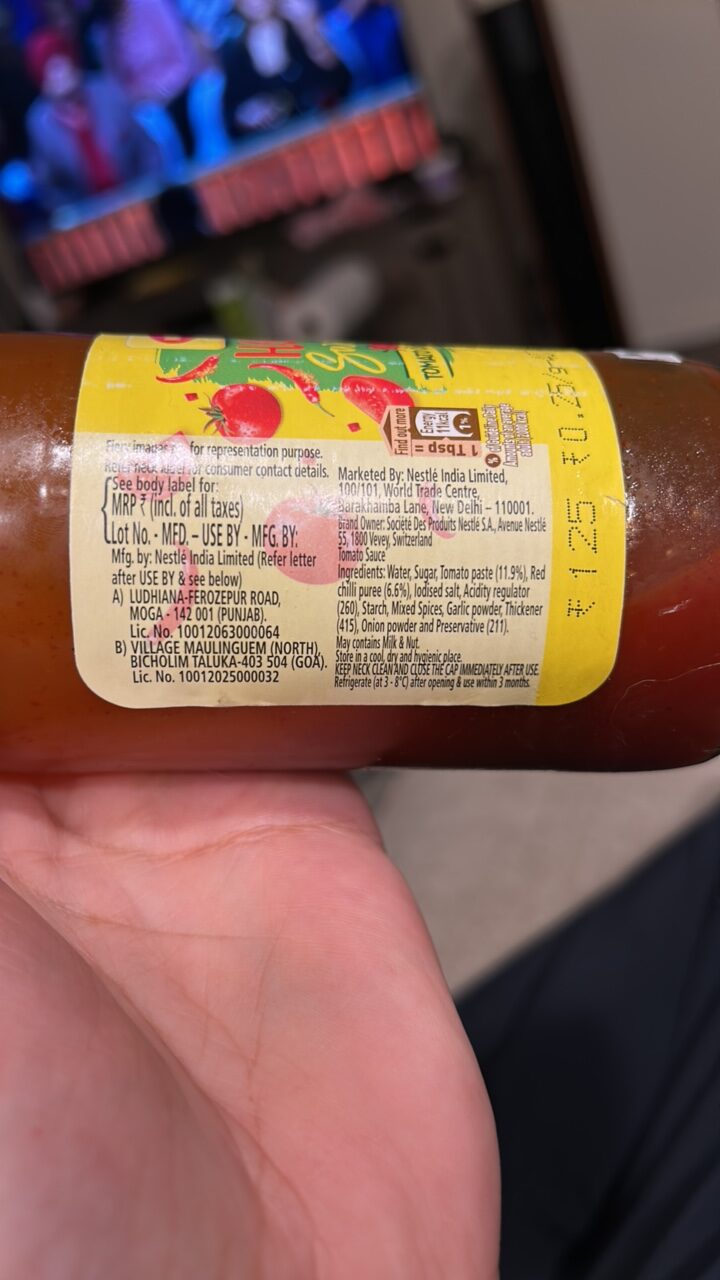 TOMATO
Find out more
Energy
11kcal
1%
1 Tbsp =
images for representation purpose.
Refer neck label for consumer contact details.
See body label for:
MRP ₹ (incl. of all taxes)
Lot No. - MFD. – USE BY - MFG. BY:
Mfg. by: Nestlé India Limited (Refer letter
after USE BY & see below)
A) LUDHIANA-FEROZEPUR ROAD,
MOGA - 142 001 (PUNJAB).
Lic. No. 10012063000064
B) VILLAGE MAULINGUEM (NORTH),
BICHOLIM TALUKA-403 504 (GOA).
Lic. No. 10012025000032
Marketed By: Nestlé India Limited,
100/101, World Trade Centre,
Barakhamba Lane, New Delhi – 110001.
Brand Owner: Société Des Produits Nestlé S.A., Avenue Nestlé
55, 1800 Vevey, Switzerland
Tomato Sauce
Ingredients: Water, Sugar, Tomato paste (11.9%), Red
chilli puree (6.6%), Iodised salt, Acidity regulator
(260), Starch, Mixed Spices, Garlic powder, Thickener
(415), Onion powder and Preservative (211).
May contains Milk & Nut.
Store in a cool, dry and hygienic place.
KEEP NECK CLEAN AND CLOSE THE CAP IMMEDIATELY AFTER USE.
Refrigerate (at 3 - 8°C) after opening & use within 3 months.
₹ 125 ₹0.25/g